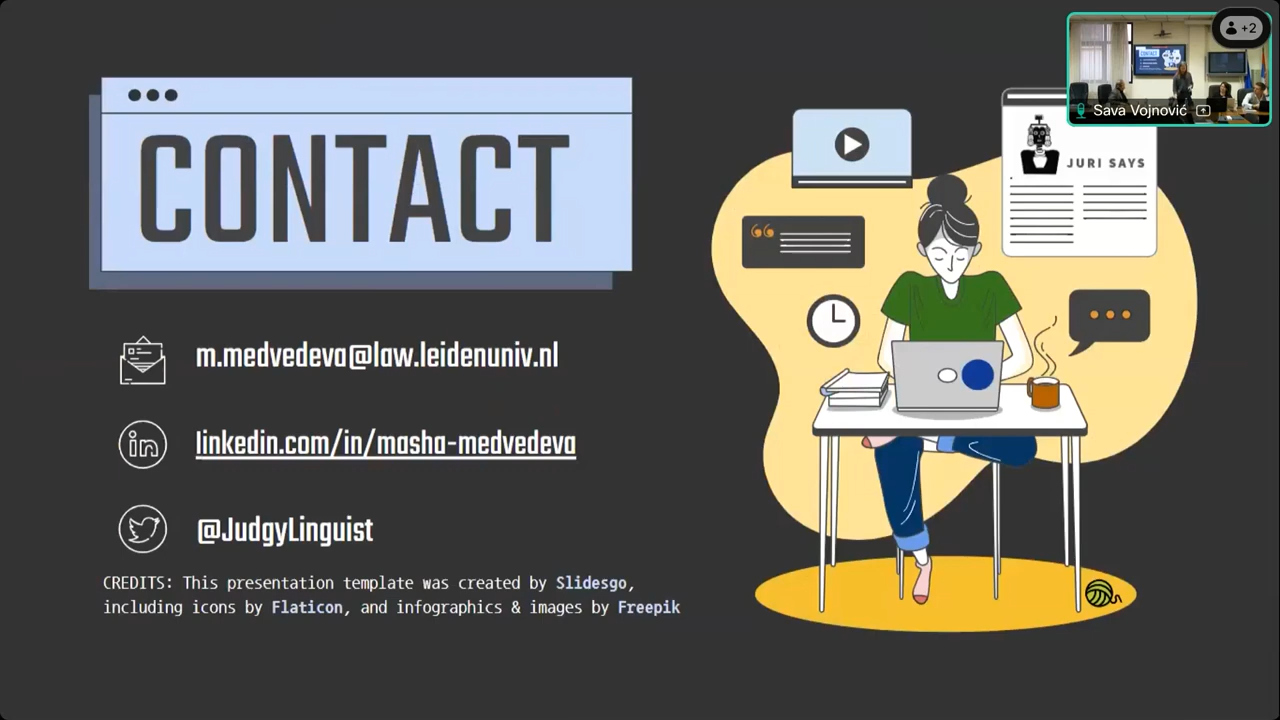 +2
Sava Vojnović
CONTACT
JURI SAYS
m.medvedeva@law.leidenuniv.nl
linkedin.com/in/masha-medvedeva
@JudgyLinguist
CREDITS: This presentation template was created by Slidesgo,
including icons by Flaticon, and infographics & images by Freepik